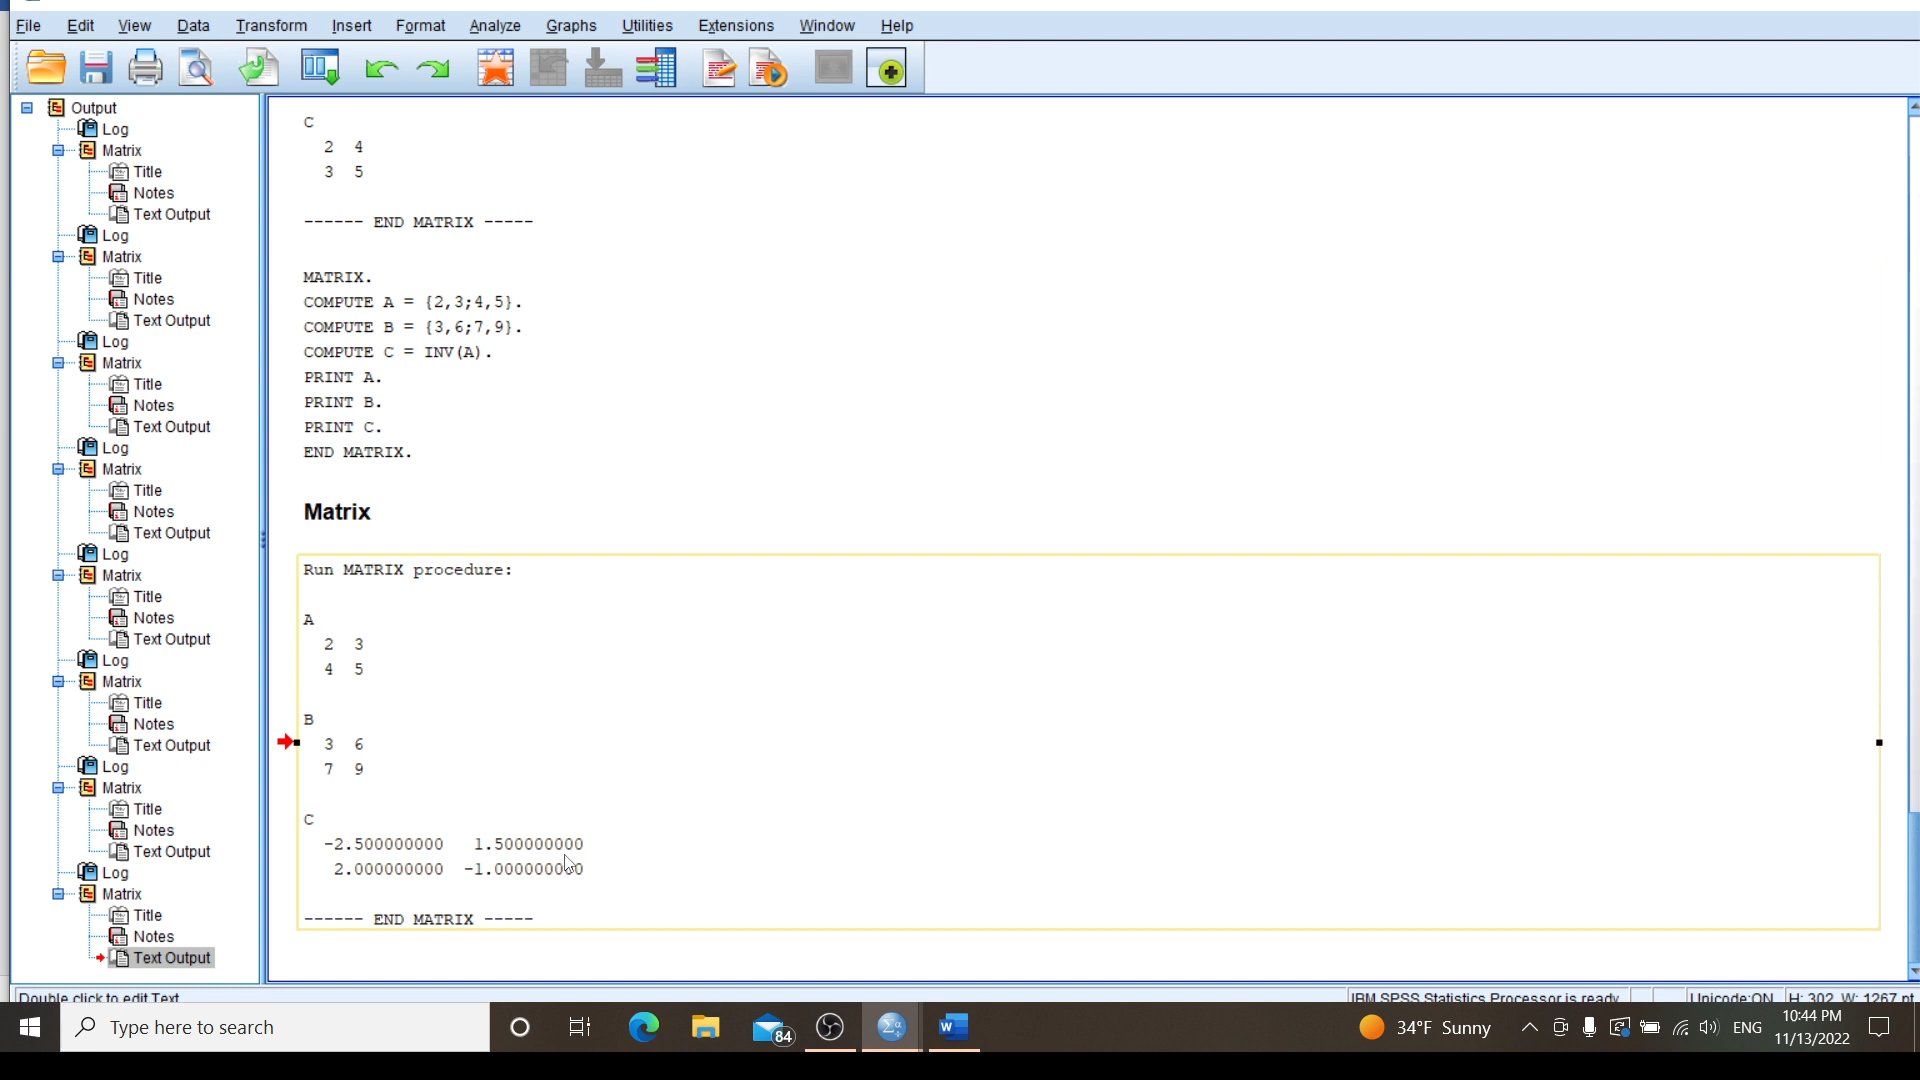 File Edit View Data Transform Insert Format Analyze Graphs Utilities Extensions Window Help
Output
Log
Matrix
Title
Notes
Text Output
Log
Matrix
Title
Notes
Text Output
Log
Matrix
Title
Notes
Text Output
Log
Matrix
Title
Notes
Text Output
Log
Matrix
Title
Notes
Text Output
Log
Matrix
Title
Notes
Text Output
Log
Matrix
Title
Notes
Text Output
Log
Matrix
Title
Notes
Text Output
C
2 4
3 5
------ END MATRIX -----
MATRIX.
COMPUTE A = {2,3;4,5}.
COMPUTE B = {3,6;7,9}.
COMPUTE C = INV(A).
PRINT A.
PRINT B.
PRINT C.
END MATRIX.
Matrix
Run MATRIX procedure:
A
2 3
4 5
B
3 6
7 9
C
-2.500000000 1.500000000
2.000000000 -1.000000000
------ END MATRIX -----
Double click to edit Text
IBM SPSS Statistics Processor is ready
Unicode:ON
H: 302, W: 1267 pt
Type here to search
84
34°F Sunny
ENG
10:44 PM
11/13/2022